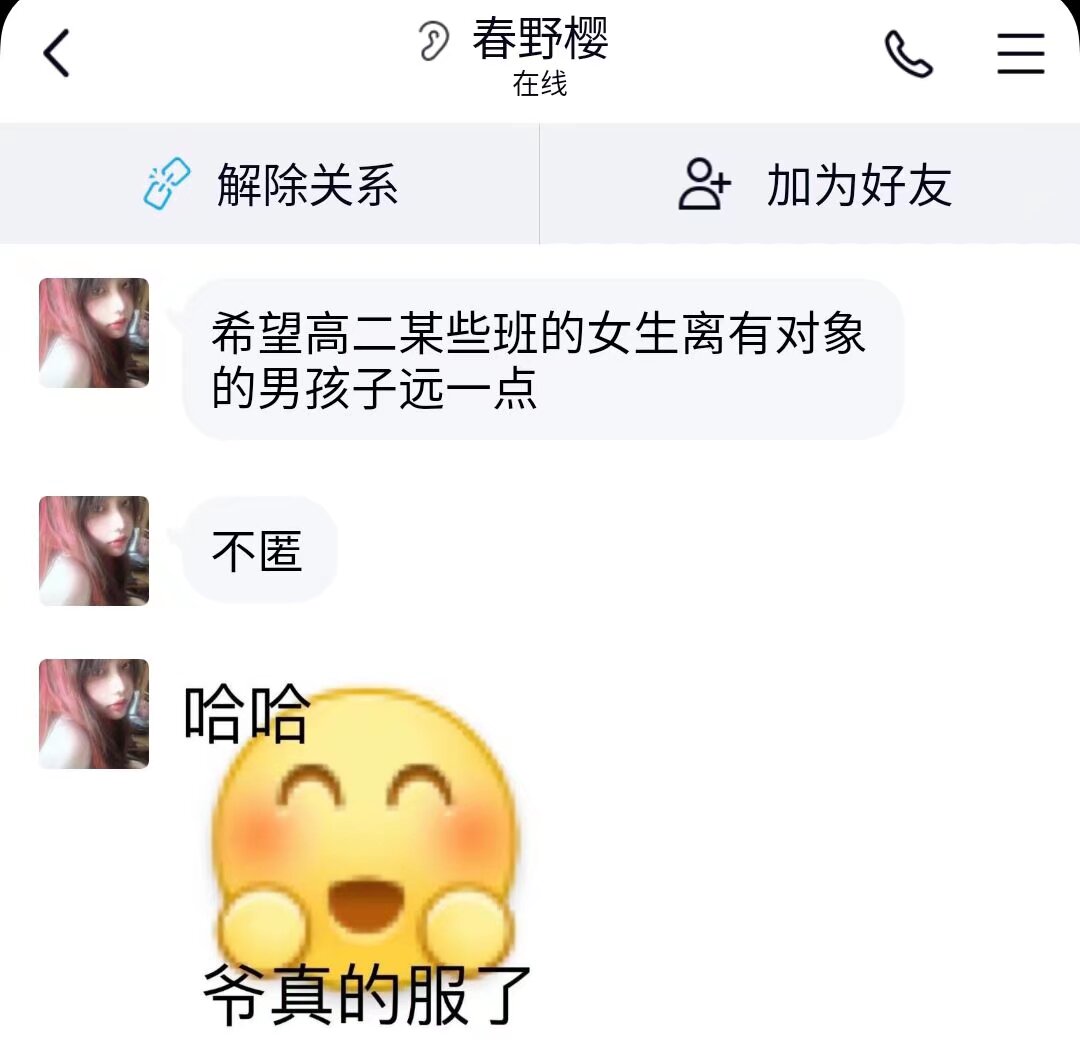 春野樱
在线
解除关系
加为好友
希望高二某些班的女生离有对象
的男孩子远一点
不匿
哈哈
爷真的服了